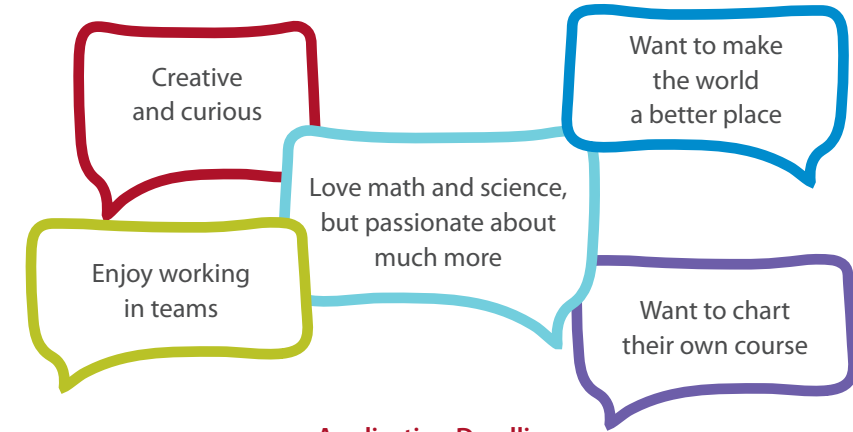 Creative
and curious
Want to make
the world
a better place
Love math and science,
but passionate about
much more
Enjoy working
in teams
Want to chart
their own course